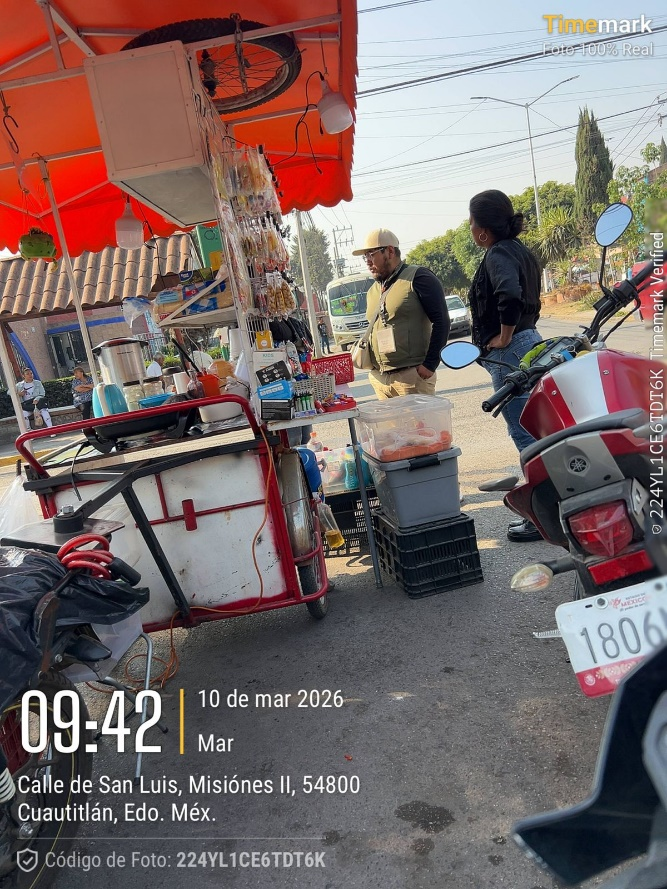 Timemark
Foto 100% Real
224YL1CE6TDT6K Timemark Verified
MÉXICO
1806
09:42
10 de mar 2026
Mar
Calle de San Luis, Misiónes II, 54800
Cuautitlán, Edo. Méx.
Código de Foto: 224YL1CE6TDT6K